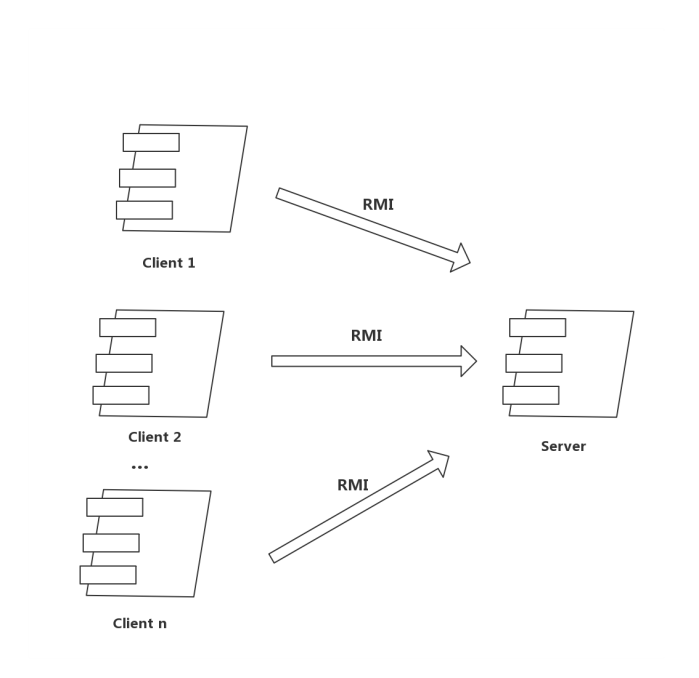 RMI
Client 1
RMI
Client 2
Server
...
RMI
Client n